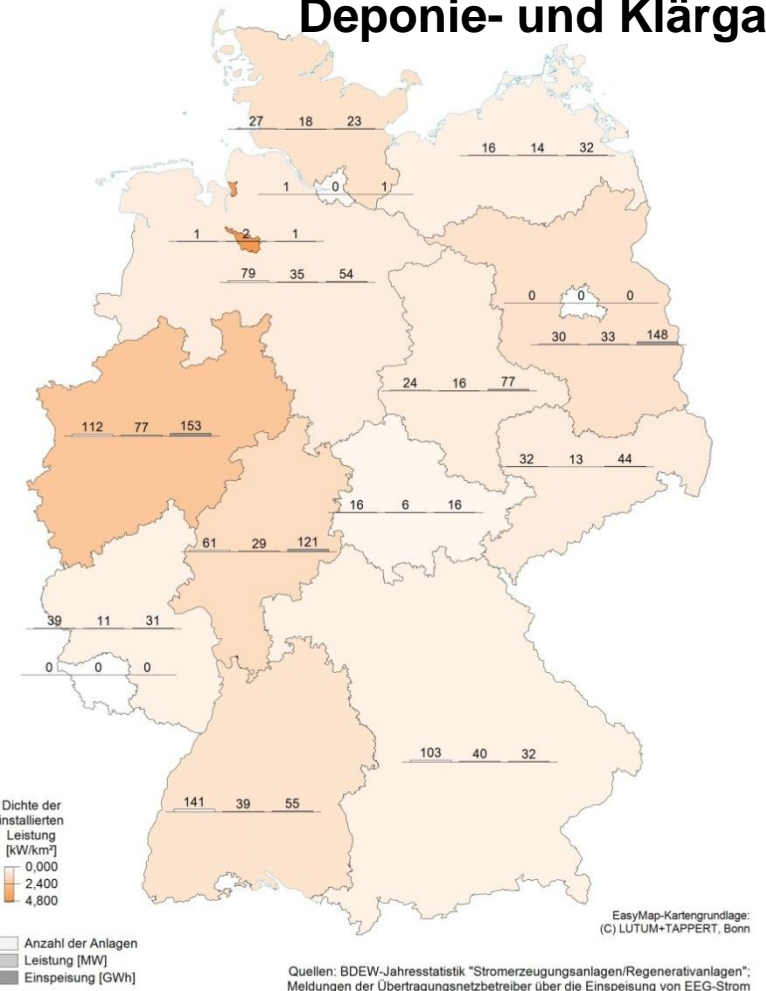 Deponie- und Klärga
27 18 23
16 14 32
1 0 1
1 2 1
79 35 54
0 0 0
30 33 148
24 16 77
112 77 153
32 13 44
16 6 16
61 29 121
39 11 31
0 0 0
103 40 32
141 39 55
Dichte der
installierten
Leistung
[kW/km²]
0,000
2,400
4,800
Anzahl der Anlagen
Leistung [MW]
Einspeisung [GWh]
EasyMap-Kartengrundlage:
(C) LUTUM+TAPPERT, Bonn
Quellen: BDEW-Jahresstatistik "Stromerzeugungsanlagen/Regenerativanlagen";
Meldungen der Übertragungsnetzbetreiber über die Einspeisung von EEG-Strom